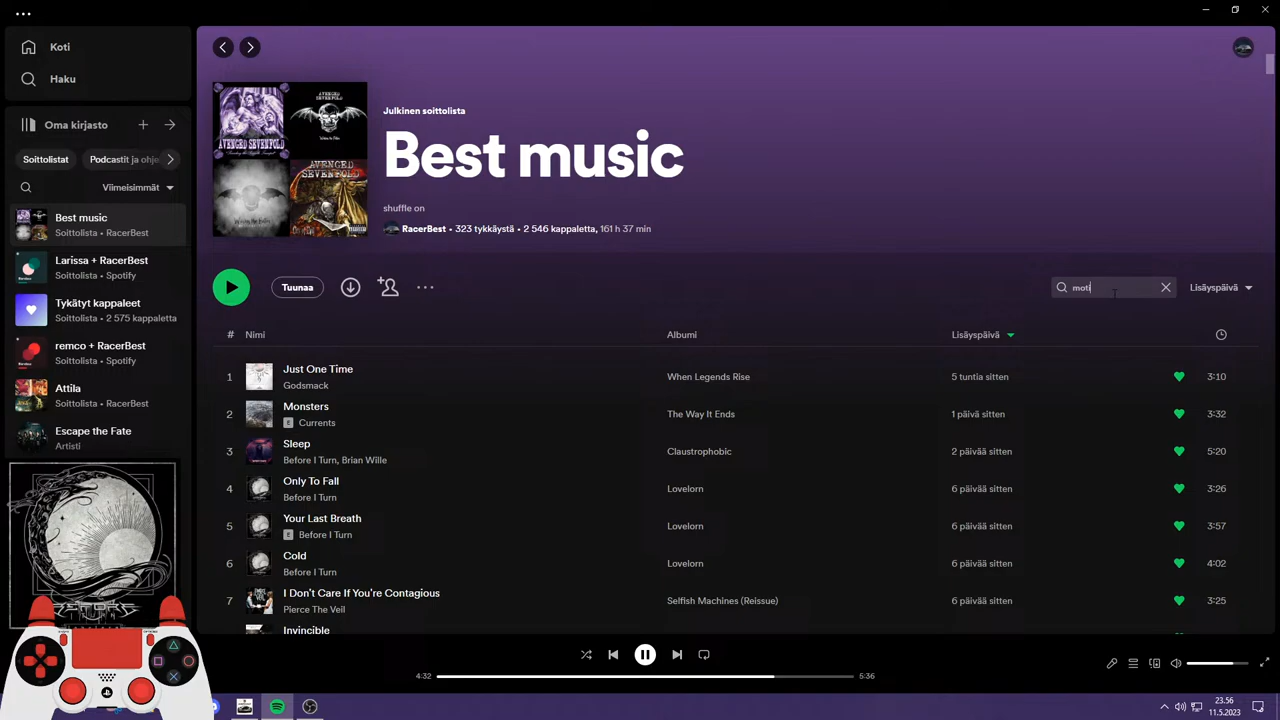 Koti
Haku
Oma kirjasto
Soittolistat
Podcastit ja ohje
Viimeisimmät
Best music
Soittolista • RacerBest
Larissa + RacerBest
Soittolista • Spotify
Tykätyt kappaleet
Soittolista • 2 575 kappaletta
remco + RacerBest
Soittolista • Spotify
Attila
Soittolista • RacerBest
Escape the Fate
Artisti
AVENGED SEVENFOLD
AVENGED SEVENFOLD
AVENGED SEVENFOLD
Julkinen soittolista
Best music
shuffle on
RacerBest • 323 tykkäystä • 2 546 kappaletta, 161 h 37 min
Tuunaa
moti
Lisäyspäivä
# Nimi Albumi Lisäyspäivä
1 Just One Time When Legends Rise 5 tuntia sitten 3:10
Godsmack
2 Monsters The Way It Ends 1 päivä sitten 3:32
E Currents
3 Sleep Claustrophobic 2 päivää sitten 5:20
Before I Turn, Brian Wille
4 Only To Fall Lovelorn 6 päivää sitten 3:26
Before I Turn
5 Your Last Breath Lovelorn 6 päivää sitten 3:57
E Before I Turn
6 Cold Lovelorn 6 päivää sitten 4:02
Before I Turn
7 I Don't Care If You're Contagious Selfish Machines (Reissue) 6 päivää sitten 3:25
Pierce The Veil
Invincible
BEFORE I TURN
4:32
5:36
23.56
11.5.2023